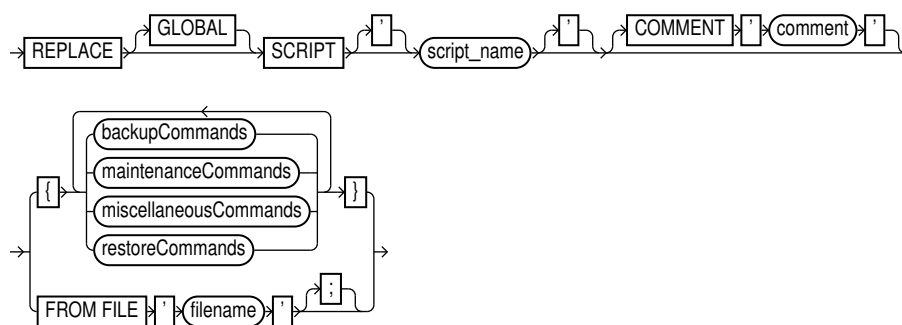 REPLACE GLOBAL SCRIPT ' script_name ' COMMENT ' comment '
{ backupCommands }
maintenanceCommands
miscellaneousCommands
restoreCommands
FROM FILE ' filename ' ;